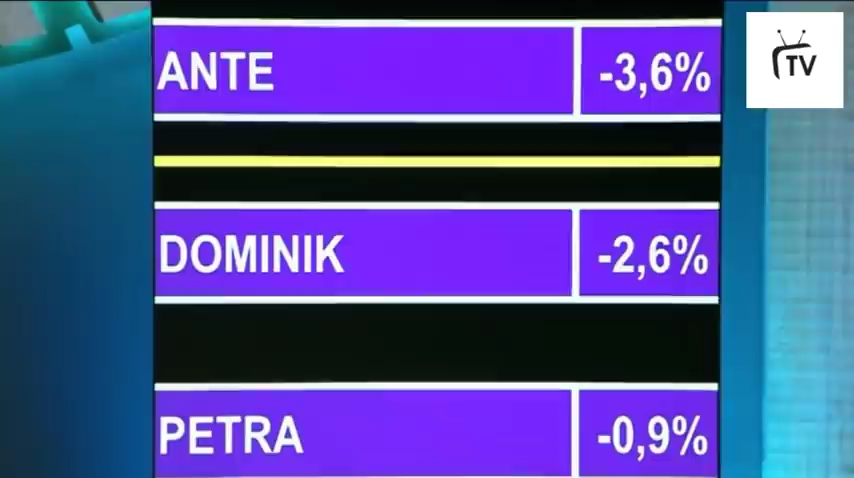 TV
ANTE -3,6%
DOMINIK -2,6%
PETRA -0,9%